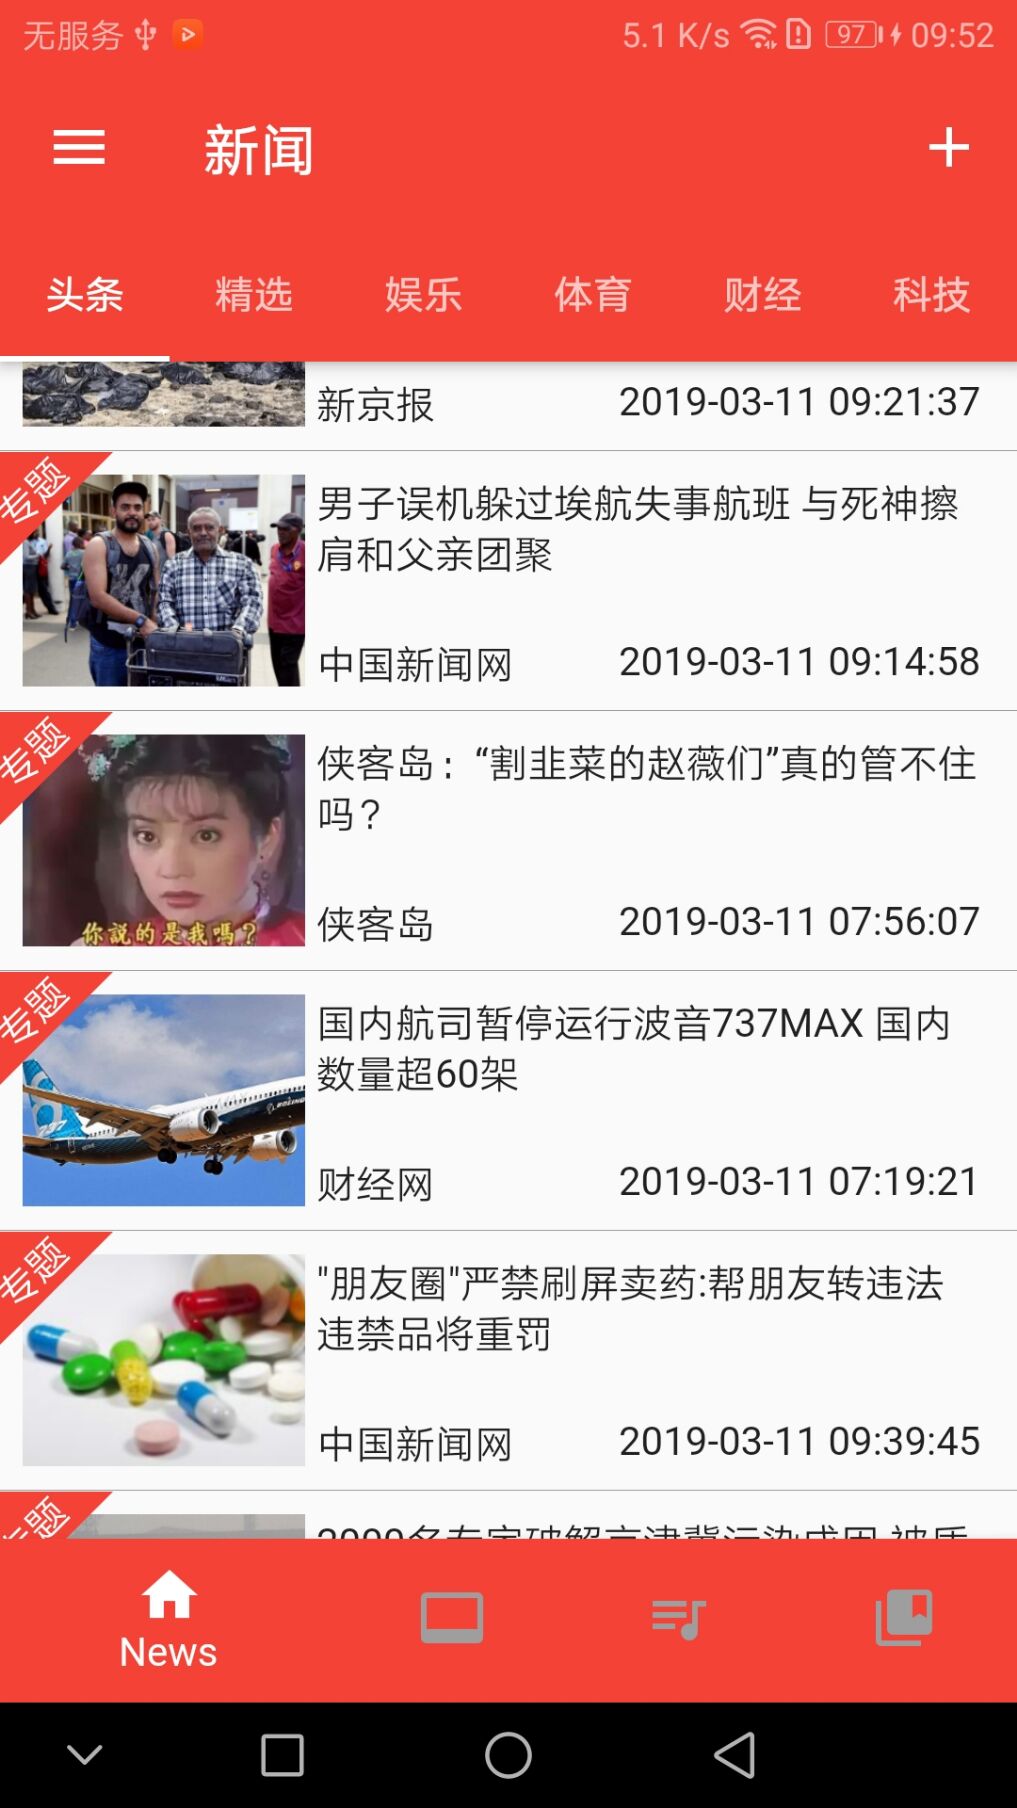 无服务 5.1 K/s 97 09:52
新闻
头条 精选 娱乐 体育 财经 科技
新京报 2019-03-11 09:21:37
专题
男子误机躲过埃航失事航班 与死神擦
肩和父亲团聚
中国新闻网 2019-03-11 09:14:58
专题
侠客岛：“割韭菜的赵薇们”真的管不住
吗？
你說的是我嗎？
侠客岛 2019-03-11 07:56:07
专题
国内航司暂停运行波音737MAX 国内
数量超60架
财经网 2019-03-11 07:19:21
专题
"朋友圈"严禁刷屏卖药:帮朋友转违法
违禁品将重罚
中国新闻网 2019-03-11 09:39:45
专题
News